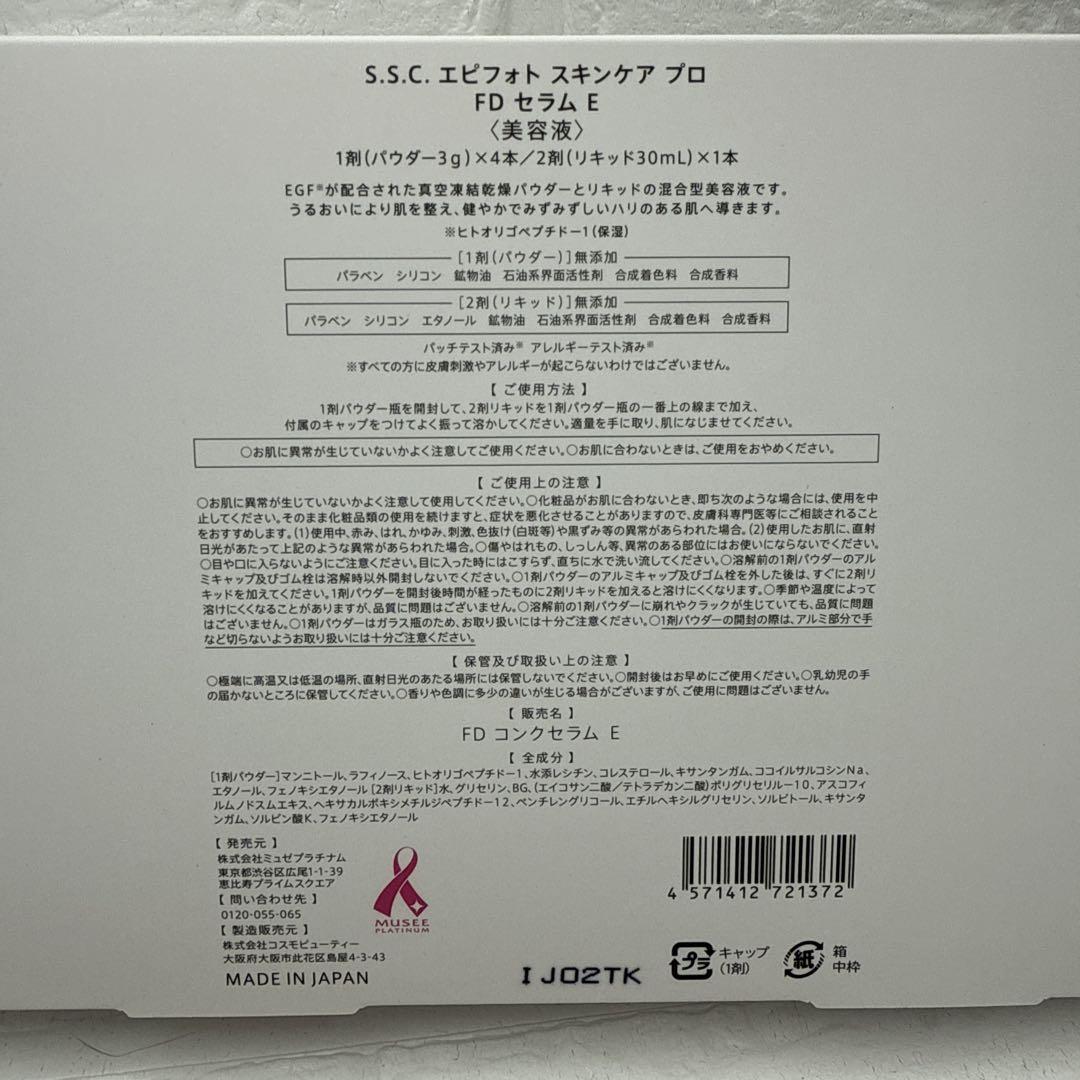 S.S.C. エピフォト スキンケア プロ
FD セラム E
〈美容液〉
1剤(パウダー3g)×4本／2剤(リキッド30mL)×1本
EGF※が配合された真空凍結乾燥パウダーとリキッドの混合型美容液です。
うるおいにより肌を整え、健やかでみずみずしいハリのある肌へ導きます。
※ヒトオリゴペプチド－1(保湿)
[1剤(パウダー)]無添加
パラベン シリコン 鉱物油 石油系界面活性剤 合成着色料 合成香料
[2剤(リキッド)]無添加
パラベン シリコン エタノール 鉱物油 石油系界面活性剤 合成着色料 合成香料
パッチテスト済み※ アレルギーテスト済み※
※すべての方に皮膚刺激やアレルギーが起こらないわけではございません。
【 ご使用方法 】
1剤パウダー瓶を開封して、2剤リキッドを1剤パウダー瓶の一番上の線まで加え、
付属のキャップをつけてよく振って溶かしてください。適量を手に取り、肌になじませてください。
○お肌に異常が生じていないかよく注意してご使用ください。○お肌に合わないときは、ご使用をおやめください。
【 ご使用上の注意 】
○お肌に異常が生じていないかよく注意して使用してください。○化粧品がお肌に合わないとき、即ち次のような場合には、使用を中
止してください。そのまま化粧品類の使用を続けますと、症状を悪化させることがありますので、皮膚科専門医等にご相談されること
をおすすめします。(1)使用中、赤み、はれ、かゆみ、刺激、色抜け(白斑等)や黒ずみ等の異常があらわれた場合。(2)使用したお肌に、直射
日光があたって上記のような異常があらわれた場合。○傷やはれもの、しっしん等、異常のある部位にはお使いにならないでください。
○目や口に入らないようにご注意ください。目に入った時にはこすらず、直ちに水で洗い流してください。○溶解前の1剤パウダーのアル
ミキャップ及びゴム栓は溶解時以外開封しないでください。○1剤パウダーのアルミキャップ及びゴム栓を外した後は、すぐに2剤リ
キッドを加えてください。1剤パウダーを開封後時間が経ったものに2剤リキッドを加えると溶けにくくなります。○季節や温度によって
溶けにくくなることがありますが、品質に問題はございません。○溶解前の1剤パウダーに崩れやクラックが生じていても、品質に問題
はございません。○1剤パウダーはガラス瓶のため、お取り扱いには十分ご注意ください。○1剤パウダーの開封の際は、アルミ部分で手
など切らないようお取り扱いには十分ご注意ください。
【 保管及び取扱い上の注意 】
○極端に高温又は低温の場所、直射日光のあたる場所には保管しないでください。○開封後はお早めにご使用ください。○乳幼児の手
の届かないところに保管してください。○香りや色調に多少の違いが生じる場合がございますが、ご使用に問題はございません。
【 販売名 】
FD コンクセラム E
【 全成分 】
[1剤パウダー]マンニトール、ラフィノース、ヒトオリゴペプチド－1、水添レシチン、コレステロール、キサンタンガム、ココイルサルコシンNa、
エタノール、フェノキシエタノール [2剤リキッド]水、グリセリン、BG、(エイコサン二酸／テトラデカン二酸)ポリグリセリル－10、アスコフィ
ルムノドスムエキス、ヘキサカルボキシメチルジペプチド－12、ペンチレングリコール、エチルヘキシルグリセリン、ソルビトール、キサンタ
ンガム、ソルビン酸K、フェノキシエタノール
【 発売元 】
株式会社ミュゼプラチナム
東京都渋谷区広尾1-1-39
恵比寿プライムスクエア
【 問い合わせ先 】
0120-055-065
【 製造販売元 】
株式会社コスモビューティー
大阪府大阪市此花区島屋4-3-43
MADE IN JAPAN
MUSEE
PLATINUM
I J02TK
4 571412 721372
プラ
キャップ
(1剤)
紙
箱
中枠